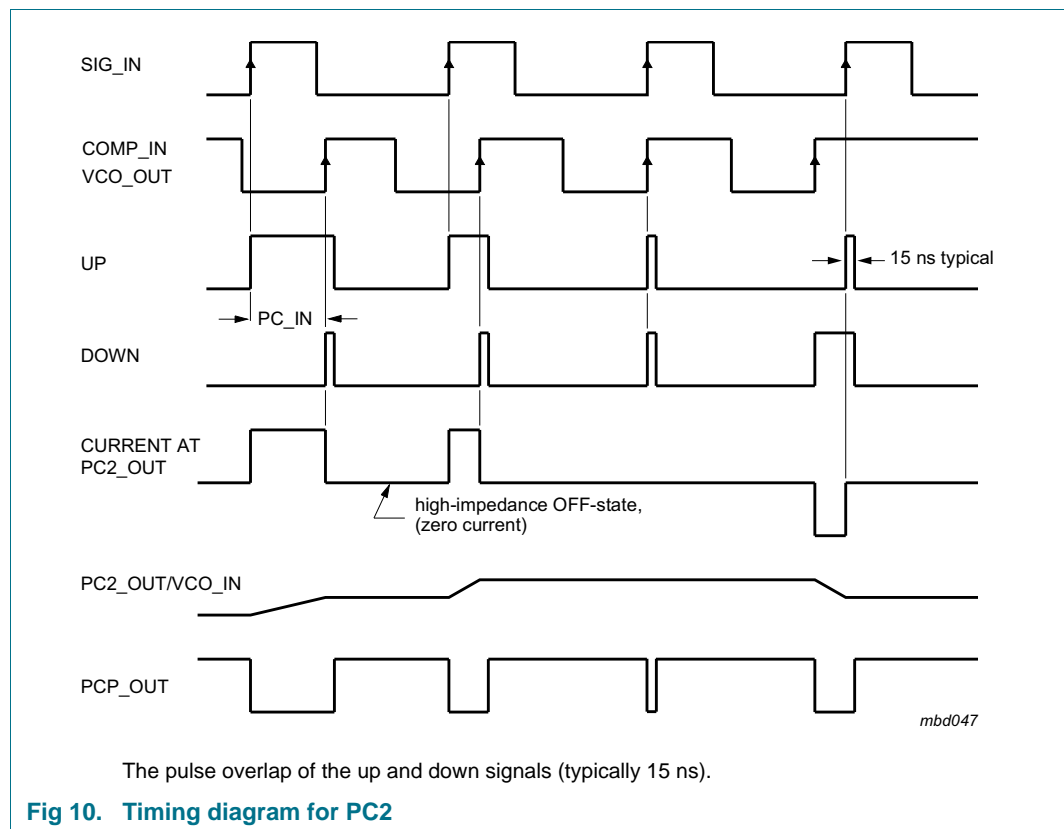 SIG_IN
COMP_IN
VCO_OUT
UP
15 ns typical
PC_IN
DOWN
CURRENT AT
PC2_OUT
high-impedance OFF-state,
(zero current)
PC2_OUT/VCO_IN
PCP_OUT
mbd047
The pulse overlap of the up and down signals (typically 15 ns).
Fig 10. Timing diagram for PC2